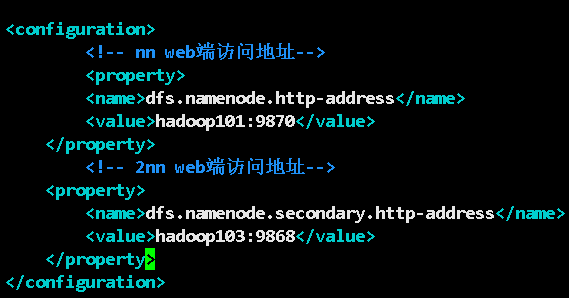 <configuration>
        <!-- nn web端访问地址-->
        <property>
        <name>dfs.namenode.http-address</name>
        <value>hadoop101:9870</value>
    </property>
        <!-- 2nn web端访问地址-->
    <property>
        <name>dfs.namenode.secondary.http-address</name>
        <value>hadoop103:9868</value>
    </property>
</configuration>